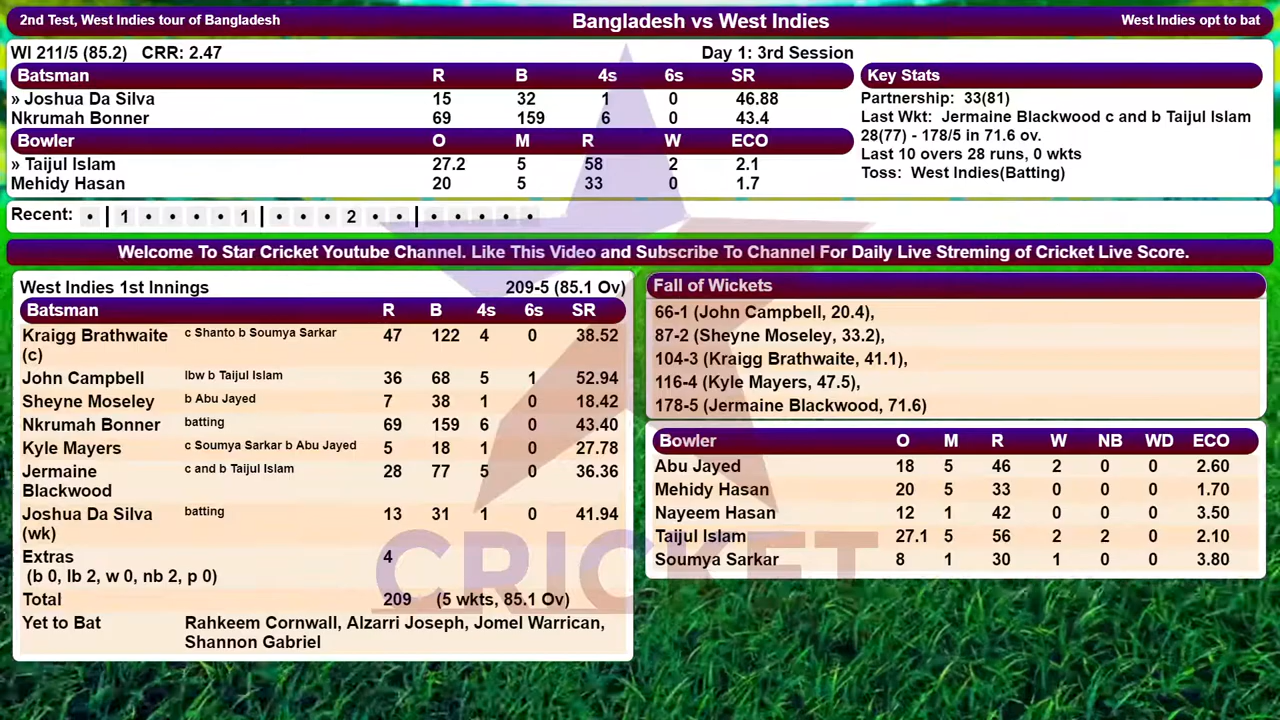 2nd Test, West Indies tour of Bangladesh Bangladesh vs West Indies West Indies opt to bat
WI 211/5 (85.2) CRR: 2.47 Day 1: 3rd Session
Batsman R B 4s 6s SR
» Joshua Da Silva 15 32 1 0 46.88
Nkrumah Bonner 69 159 6 0 43.4
Bowler O M R W ECO
» Taijul Islam 27.2 5 58 2 2.1
Mehidy Hasan 20 5 33 0 1.7
Key Stats
Partnership: 33(81)
Last Wkt: Jermaine Blackwood c and b Taijul Islam
28(77) - 178/5 in 71.6 ov.
Last 10 overs 28 runs, 0 wkts
Toss: West Indies(Batting)
Recent: • | 1 • • • • 1 | • • • 2 • • | • • • • •
Welcome To Star Cricket Youtube Channel. Like This Video and Subscribe To Channel For Daily Live Streming of Cricket Live Score.
West Indies 1st Innings 209-5 (85.1 Ov)
Batsman R B 4s 6s SR
Kraigg Brathwaite c Shanto b Soumya Sarkar 47 122 4 0 38.52
(c)
John Campbell lbw b Taijul Islam 36 68 5 1 52.94
Sheyne Moseley b Abu Jayed 7 38 1 0 18.42
Nkrumah Bonner batting 69 159 6 0 43.40
Kyle Mayers c Soumya Sarkar b Abu Jayed 5 18 1 0 27.78
Jermaine c and b Taijul Islam 28 77 5 0 36.36
Blackwood
Joshua Da Silva batting 13 31 1 0 41.94
(wk)
Extras 4
(b 0, lb 2, w 0, nb 2, p 0)
Total 209 (5 wkts, 85.1 Ov)
Yet to Bat Rahkeem Cornwall, Alzarri Joseph, Jomel Warrican,
Shannon Gabriel
Fall of Wickets
66-1 (John Campbell, 20.4),
87-2 (Sheyne Moseley, 33.2),
104-3 (Kraigg Brathwaite, 41.1),
116-4 (Kyle Mayers, 47.5),
178-5 (Jermaine Blackwood, 71.6)
Bowler O M R W NB WD ECO
Abu Jayed 18 5 46 2 0 0 2.60
Mehidy Hasan 20 5 33 0 0 0 1.70
Nayeem Hasan 12 1 42 0 0 0 3.50
Taijul Islam 27.1 5 56 2 2 0 2.10
Soumya Sarkar 8 1 30 1 0 0 3.80
CRICKET